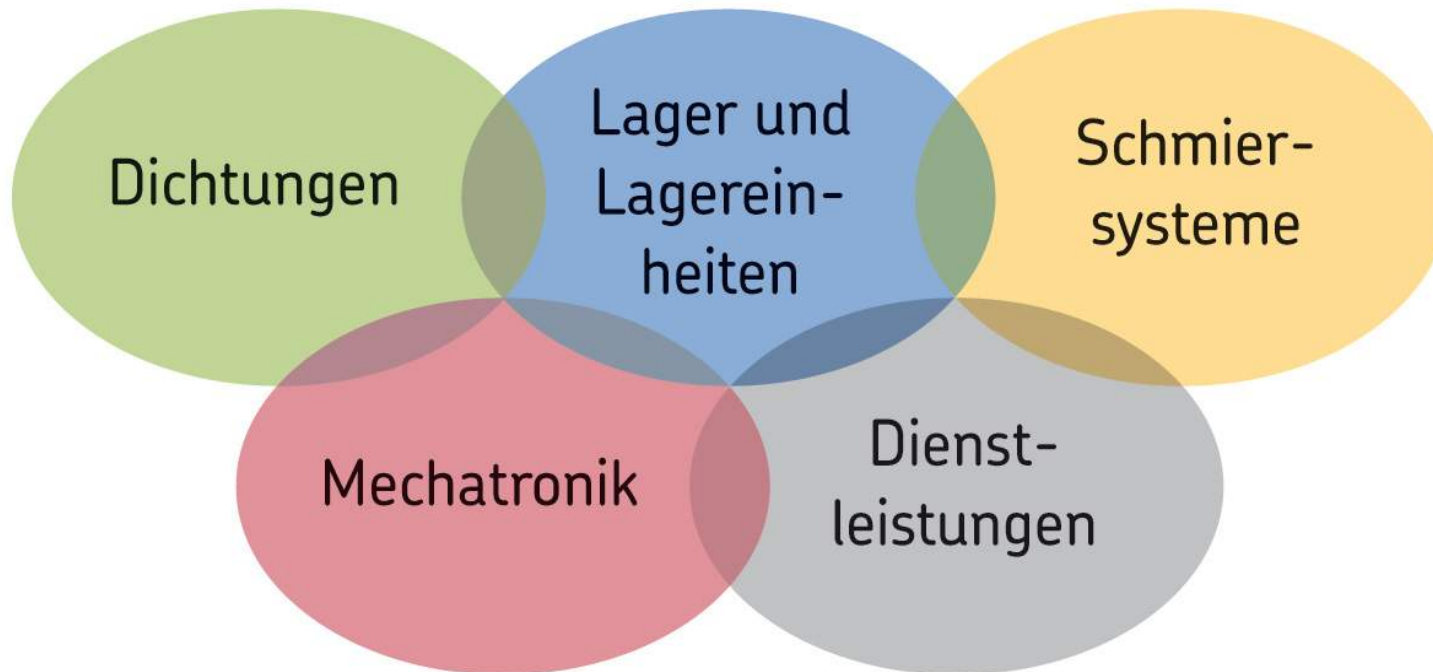 Dichtungen
Lager und
Lagerein-
heiten
Schmier-
systeme
Mechatronik
Dienst-
leistungen